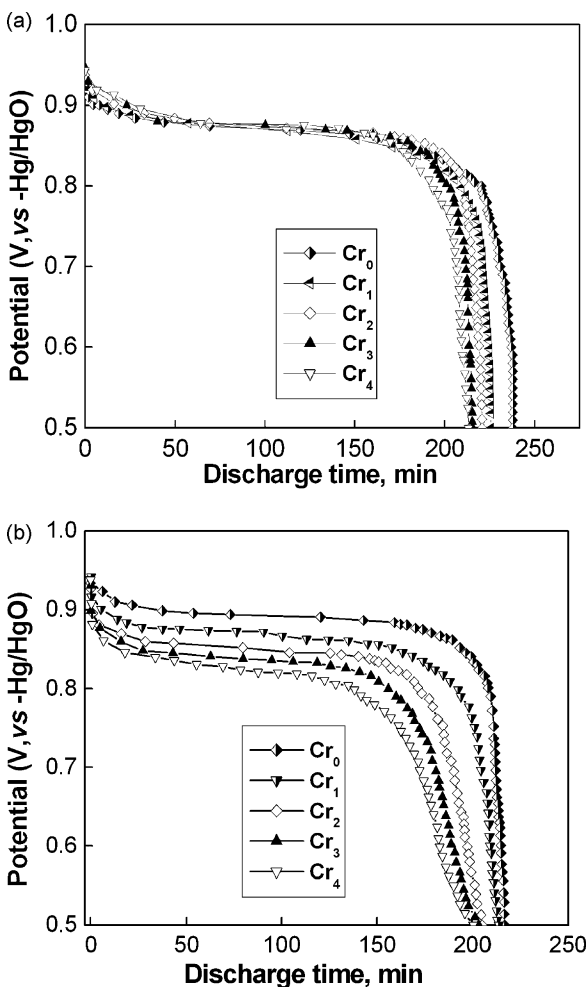 (a)
1.0
0.9
0.8
0.7
0.6
0.5
Potential (V,vs -Hg/HgO)
Cr0
Cr1
Cr2
Cr3
Cr4
0 50 100 150 200 250
Discharge time, min
(b)
1.0
0.9
0.8
0.7
0.6
0.5
Potential (V,vs -Hg/HgO)
Cr0
Cr1
Cr2
Cr3
Cr4
0 50 100 150 200 250
Discharge time, min